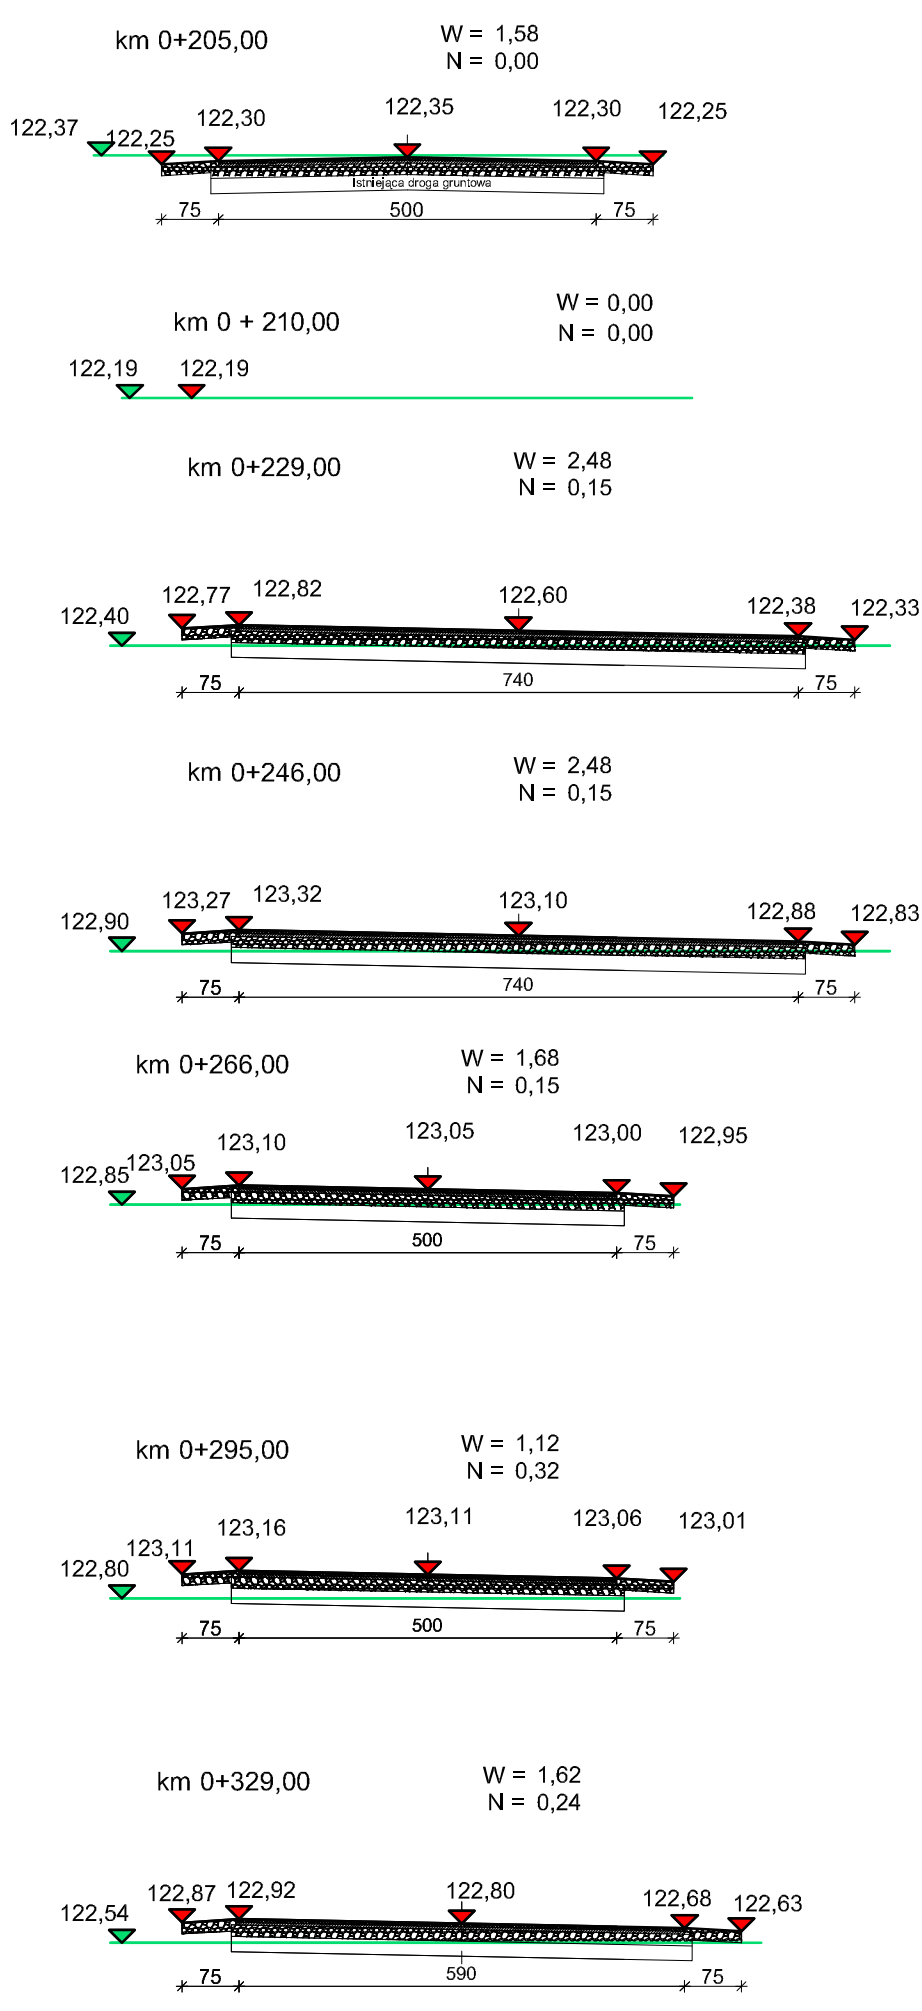 km 0+205,00
W = 1,58
N = 0,00
122,37
122,25
122,30
122,35
122,30
122,25
Istniejąca droga gruntowa
75
500
75
km 0 + 210,00
W = 0,00
N = 0,00
122,19
122,19
km 0+229,00
W = 2,48
N = 0,15
122,40
122,77
122,82
122,60
122,38
122,33
75
740
75
km 0+246,00
W = 2,48
N = 0,15
122,90
123,27
123,32
123,10
122,88
122,83
75
740
75
km 0+266,00
W = 1,68
N = 0,15
122,85
123,05
123,10
123,05
123,00
122,95
75
500
75
km 0+295,00
W = 1,12
N = 0,32
122,80
123,11
123,16
123,11
123,06
123,01
75
500
75
km 0+329,00
W = 1,62
N = 0,24
122,54
122,87
122,92
122,80
122,68
122,63
75
590
75